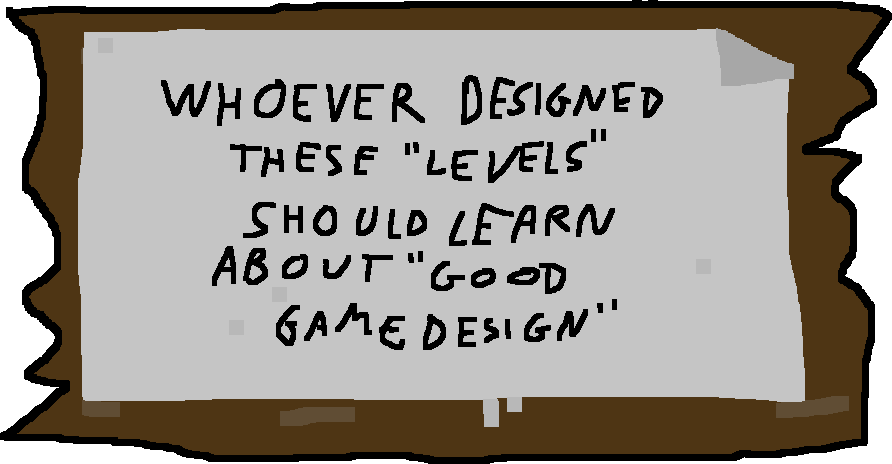 WHOEVER DESIGNED
THESE "LEVELS"
SHOULD LEARN
ABOUT "GOOD
GAME DESIGN"